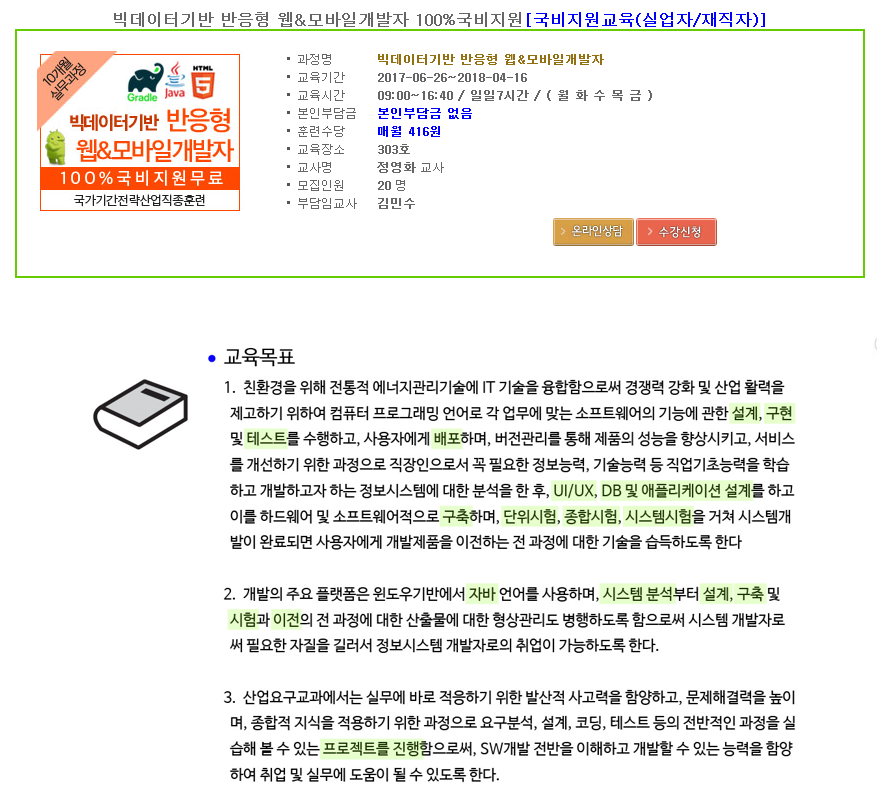 빅데이터기반 반응형 웹&모바일개발자 100%국비지원[국비지원교육(실업자/재직자)]
10개월
실무과정
Gradle
Java
HTML
5
빅데이터기반 반응형
웹&모바일개발자
100%국비지원무료
국가기간전략산업직종훈련
과정명 빅데이터기반 반응형 웹&모바일개발자
교육기간 2017-06-26~2018-04-16
교육시간 09:00~16:40 / 일일7시간 / ( 월 화 수 목 금 )
본인부담금 본인부담금 없음
훈련수당 매월 416원
교육장소 303호
교사명 정영화 교사
모집인원 20 명
부담임교사 김민수
온라인상담 수강신청
교육목표
1. 친환경을 위해 전통적 에너지관리기술에 IT 기술을 융합함으로써 경쟁력 강화 및 산업 활력을
제고하기 위하여 컴퓨터 프로그래밍 언어로 각 업무에 맞는 소프트웨어의 기능에 관한 설계, 구현
및 테스트를 수행하고, 사용자에게 배포하며, 버전관리를 통해 제품의 성능을 향상시키고, 서비스
를 개선하기 위한 과정으로 직장인으로서 꼭 필요한 정보능력, 기술능력 등 직업기초능력을 학습
하고 개발하고자 하는 정보시스템에 대한 분석을 한 후, UI/UX, DB 및 애플리케이션 설계를 하고
이를 하드웨어 및 소프트웨어적으로 구축하며, 단위시험, 종합시험, 시스템시험을 거쳐 시스템개
발이 완료되면 사용자에게 개발제품을 이전하는 전 과정에 대한 기술을 습득하도록 한다
2. 개발의 주요 플랫폼은 윈도우기반에서 자바 언어를 사용하며, 시스템 분석부터 설계, 구축 및
시험과 이전의 전 과정에 대한 산출물에 대한 형상관리도 병행하도록 함으로써 시스템 개발자로
써 필요한 자질을 길러서 정보시스템 개발자로의 취업이 가능하도록 한다.
3. 산업요구교과에서는 실무에 바로 적응하기 위한 발산적 사고력을 함양하고, 문제해결력을 높이
며, 종합적 지식을 적용하기 위한 과정으로 요구분석, 설계, 코딩, 테스트 등의 전반적인 과정을 실
습해 볼 수 있는 프로젝트를 진행함으로써, SW개발 전반을 이해하고 개발할 수 있는 능력을 함양
하여 취업 및 실무에 도움이 될 수 있도록 한다.